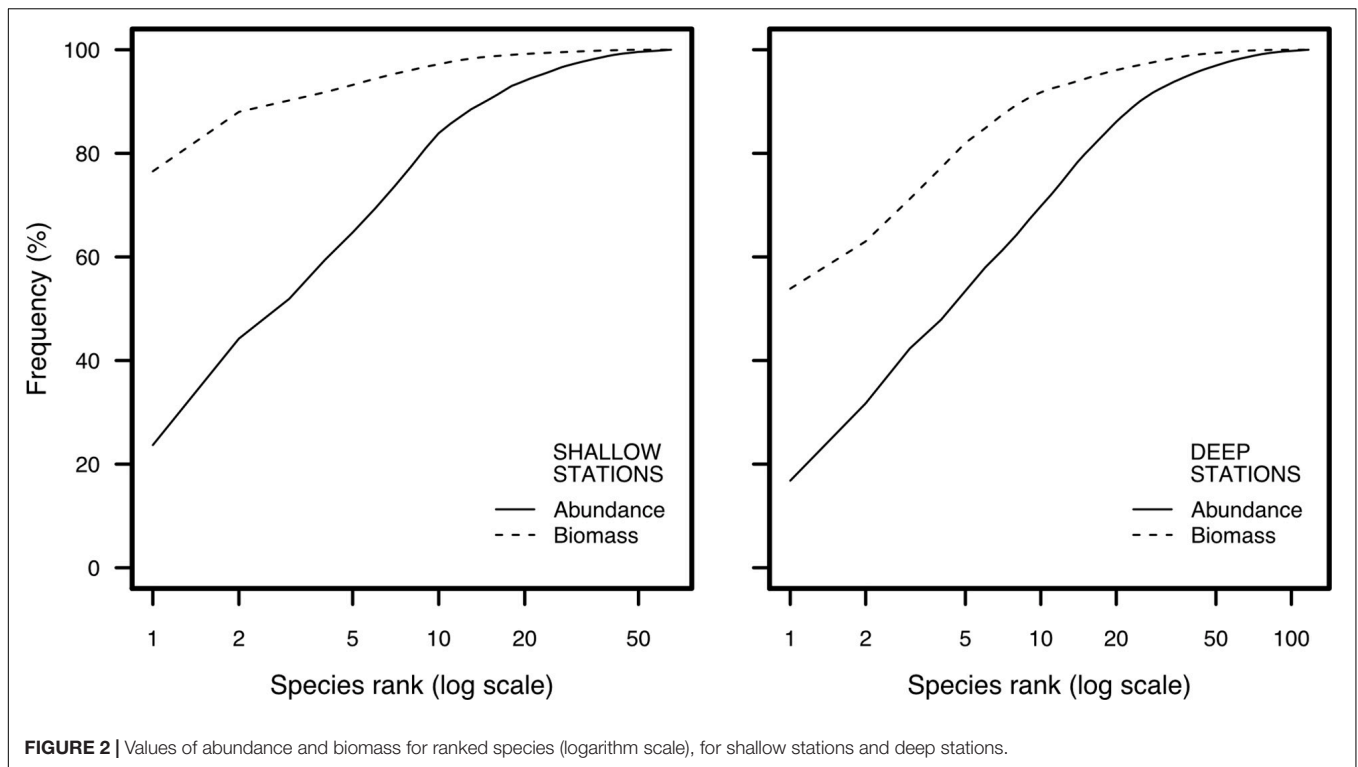 100
80
60
40
20
0
Frequency (%)
SHALLOW
STATIONS
Abundance
Biomass
1 2 5 10 20 50
Species rank (log scale)
DEEP
STATIONS
Abundance
Biomass
1 2 5 10 20 50 100
Species rank (log scale)
FIGURE 2 | Values of abundance and biomass for ranked species (logarithm scale), for shallow stations and deep stations.